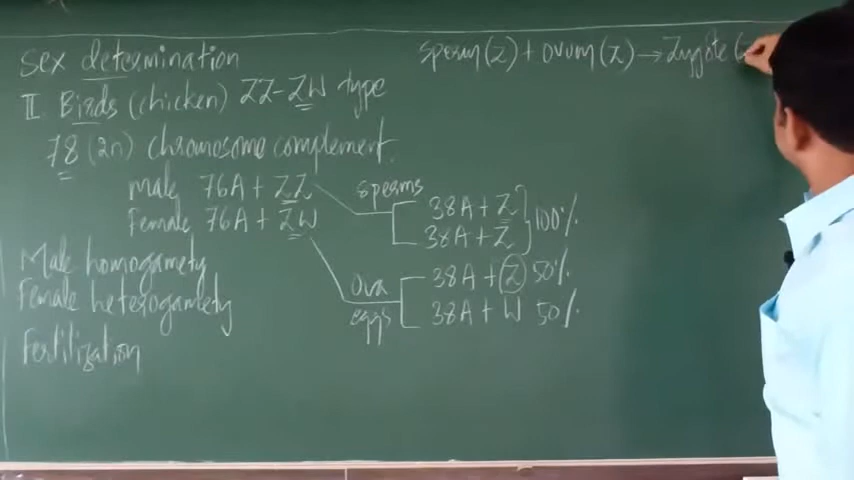 Sex determination
II. Birds (chicken) ZZ-ZW type
78 (2n) chromosome complement.
Male 76A + ZZ
Female 76A + ZW
Male homogamety
Female heterogametety
Fertilization
sperms
38A + Z
38A + Z
100%
ova
eggs
38A + Z 50%
38A + W 50%
Sperm (Z) + Ovum (Z) → Zygote (